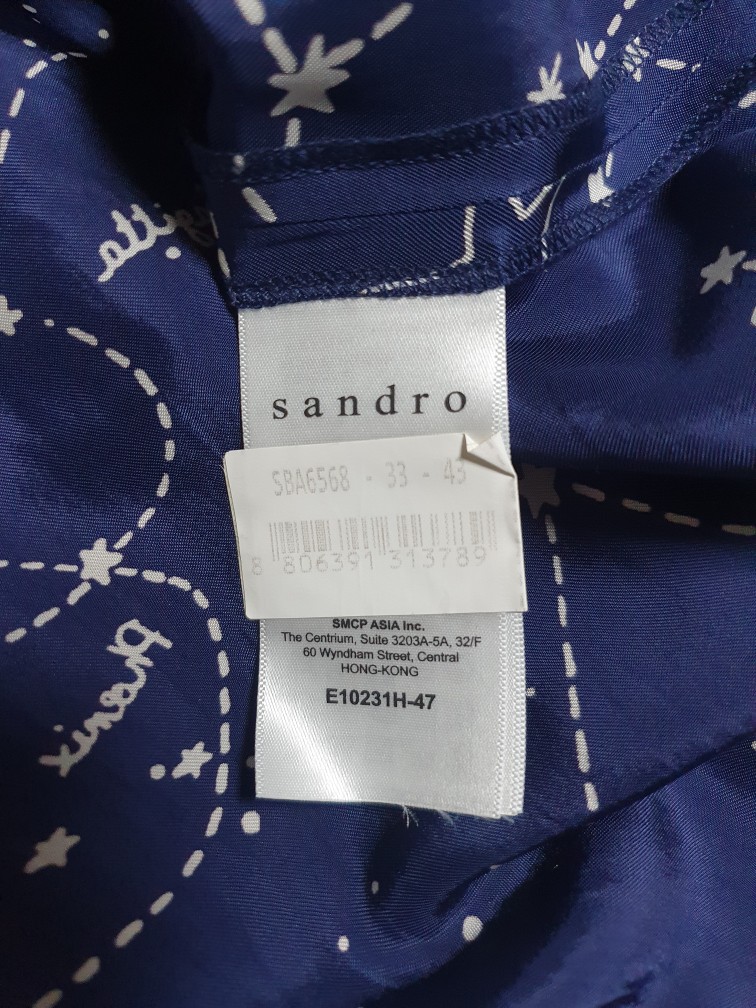 sandro
SBA6568 - 33 - 43
8 806391 313789
SMCP ASIA Inc.
The Centrium, Suite 3203A-5A, 32/F
60 Wyndham Street, Central
HONG-KONG
E10231H-47
phoenix